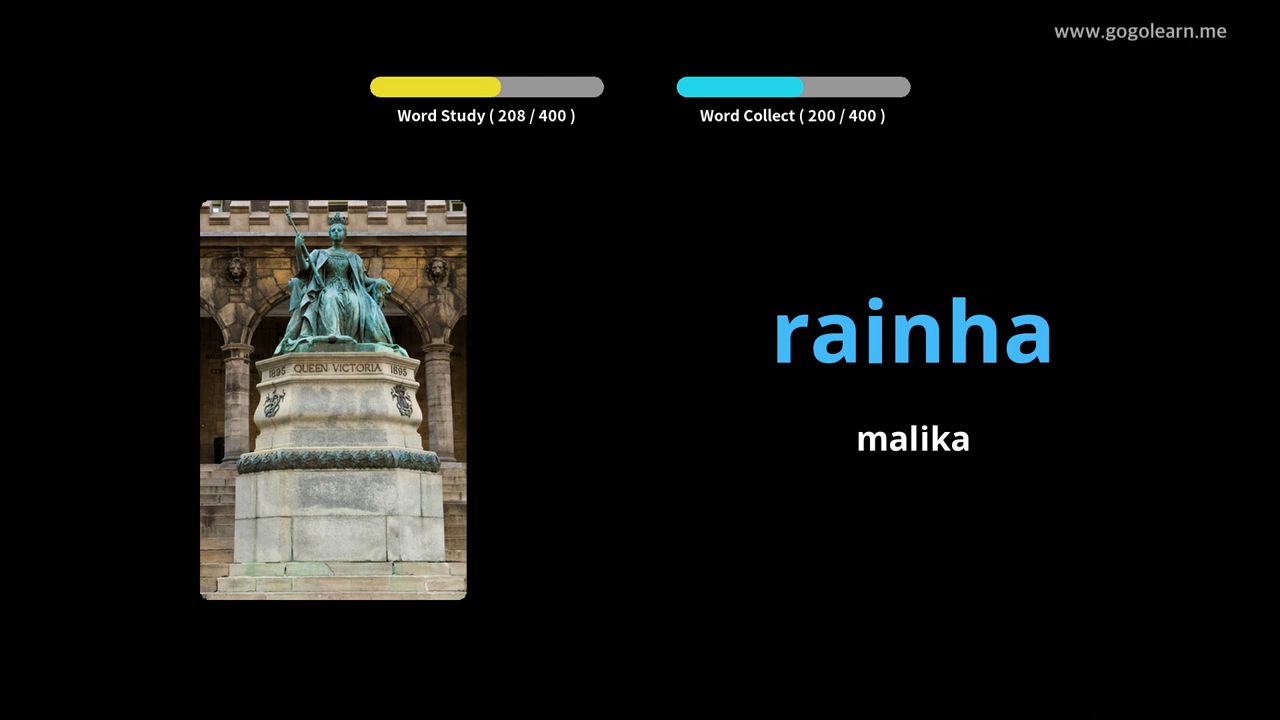 www.gogolearn.me
Word Study ( 208 / 400 )
Word Collect ( 200 / 400 )
1895 QUEEN VICTORIA 1895
rainha
malika